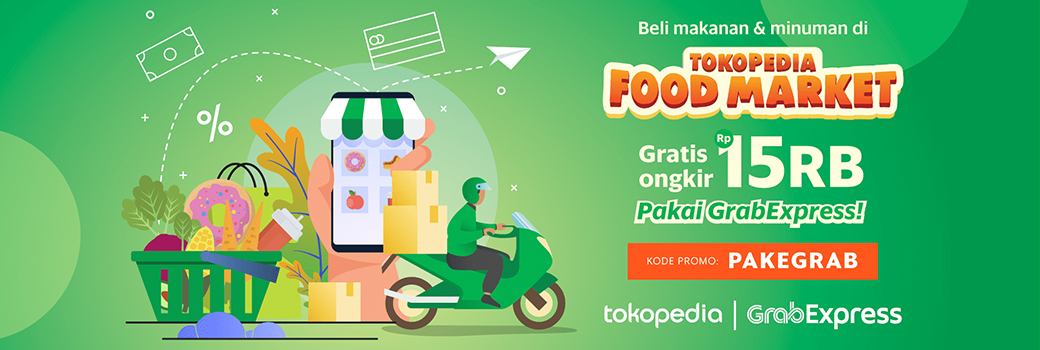 Beli makanan & minuman di
TOKOPEDIA
FOOD MARKET
Gratis
ongkir
Rp 15RB
Pakai GrabExpress!
KODE PROMO: PAKEGRAB
tokopedia | GrabExpress
%